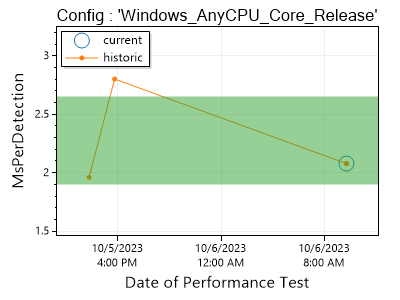 Config : 'Windows_AnyCPU_Core_Release'
current
historic
3
2.5
2
1.5
MsPerDetection
10/5/2023
4:00 PM
10/6/2023
12:00 AM
10/6/2023
8:00 AM
Date of Performance Test